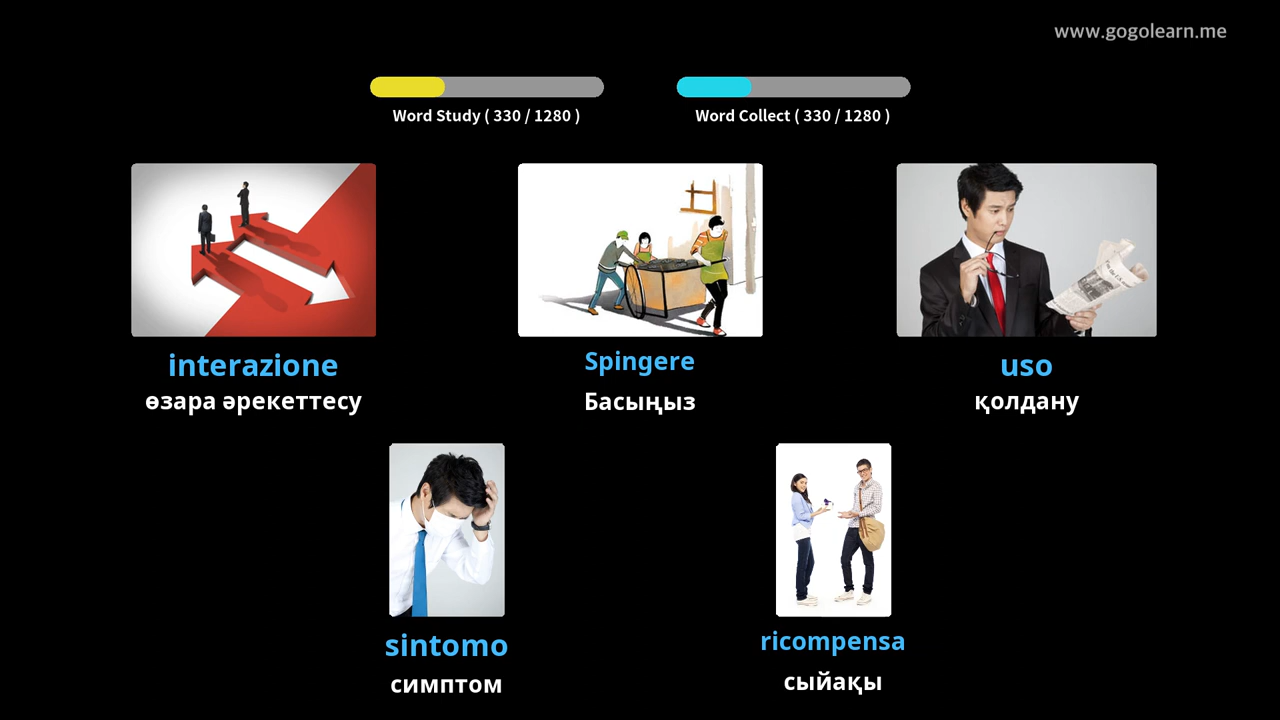 www.gogolearn.me
Word Study ( 330 / 1280 )
Word Collect ( 330 / 1280 )
interazione
өзара әрекеттесу
Spingere
Басыңыз
uso
қолдану
sintomo
симптом
ricompensa
сыйақы